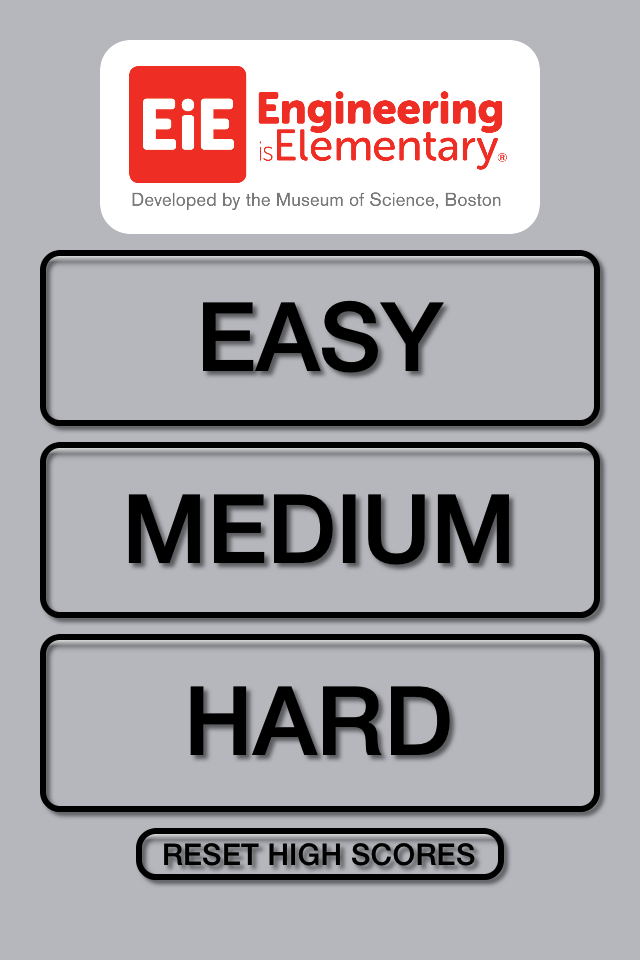 EiE Engineering
is Elementary®
Developed by the Museum of Science, Boston
EASY
MEDIUM
HARD
RESET HIGH SCORES